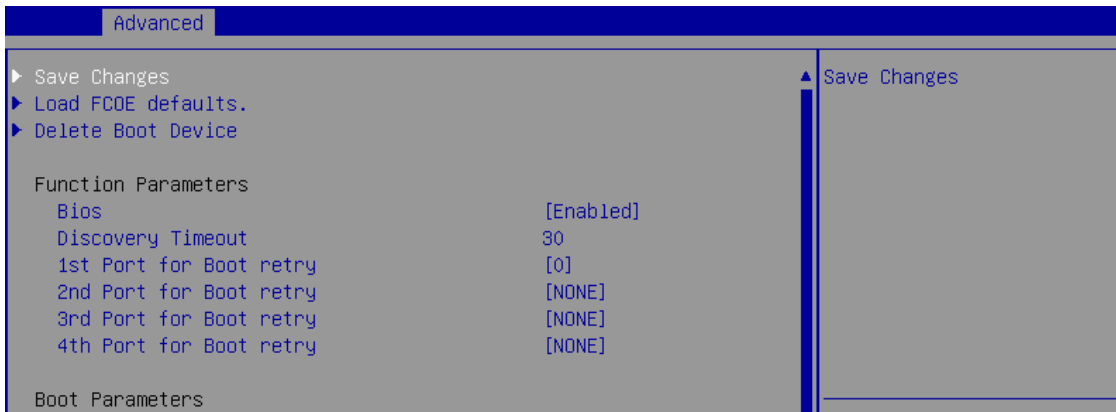 Advanced
Save Changes
Load FCOE defaults.
Delete Boot Device
Function Parameters
Bios [Enabled]
Discovery Timeout 30
1st Port for Boot retry [0]
2nd Port for Boot retry [NONE]
3rd Port for Boot retry [NONE]
4th Port for Boot retry [NONE]
Boot Parameters
Save Changes